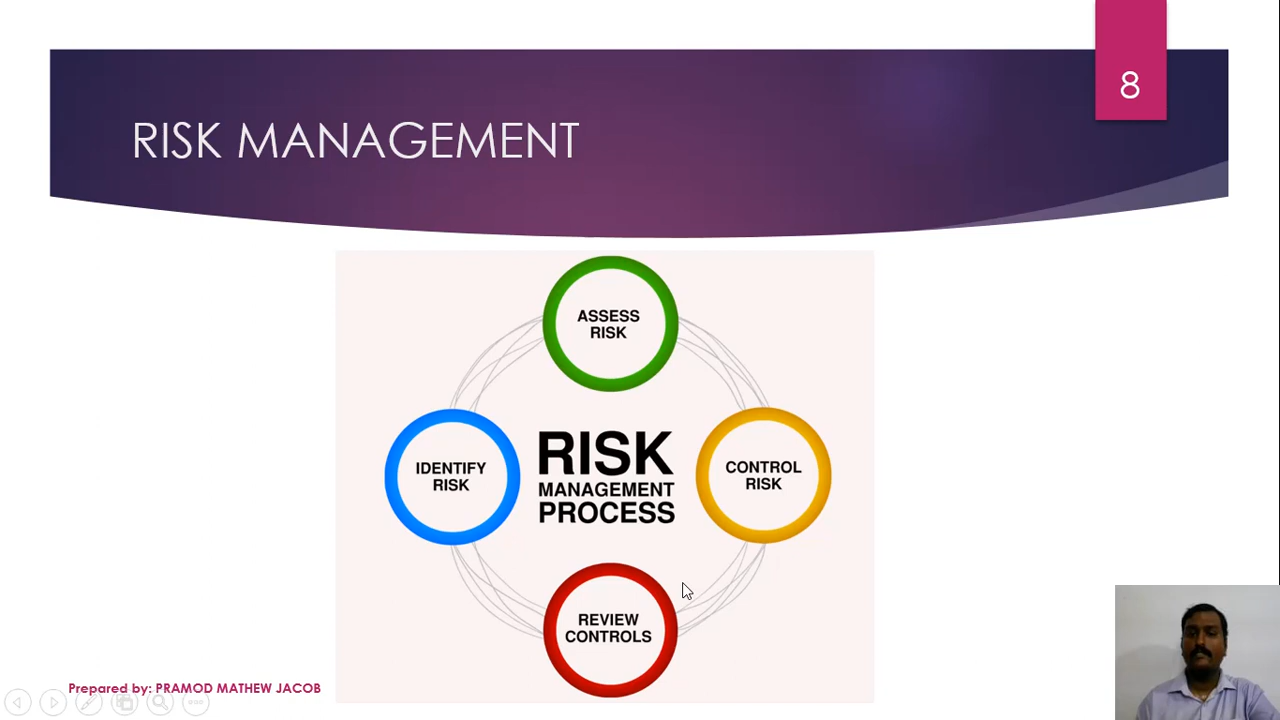 8
RISK MANAGEMENT
ASSESS
RISK
IDENTIFY
RISK
RISK
MANAGEMENT
PROCESS
CONTROL
RISK
REVIEW
CONTROLS
Prepared by: PRAMOD MATHEW JACOB